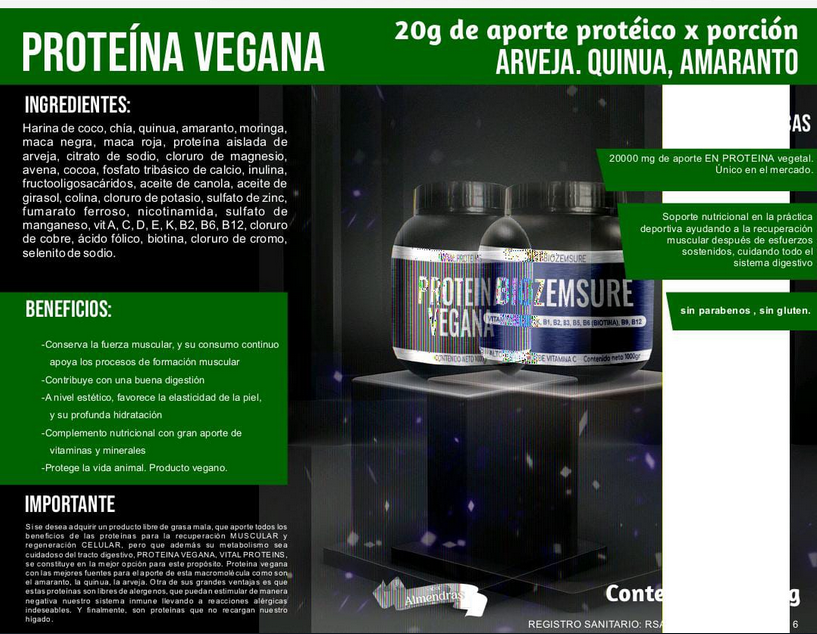 PROTEÍNA VEGANA
20g de aporte protéico x porción
ARVEJA. QUINUA, AMARANTO
INGREDIENTES:
Harina de coco, chía, quinua, amaranto, moringa,
maca negra, maca roja, proteína aislada de
arveja, citrato de sodio, cloruro de magnesio,
avena, cocoa, fosfato tribásico de calcio, inulina,
fructooligosacáridos, aceite de canola, aceite de
girasol, colina, cloruro de potasio, sulfato de zinc,
fumarato ferroso, nicotinamida, sulfato de
manganeso, vit A, C, D, E, K, B2, B6, B12, cloruro
de cobre, ácido fólico, biotina, cloruro de cromo,
selenito de sodio.
BENEFICIOS:
-Conserva la fuerza muscular, y su consumo continuo
apoya los procesos de formación muscular
-Contribuye con una buena digestión
-A nivel estético, favorece la elasticidad de la piel,
y su profunda hidratación
-Complemento nutricional con gran aporte de
vitaminas y minerales
-Protege la vida animal. Producto vegano.
IMPORTANTE
Si se desea adquirir un producto libre de grasa mala, que aporte todos los
beneficios de las proteínas para la recuperación MUSCULAR y
regeneración CELULAR, pero que además su metabolismo sea
cuidadoso del tracto digestivo, PROTEINA VEGANA, VITAL PROTEINS,
se constituye en la mejor opción para este propósito. Proteina vegana
con las mejores fuentes para el aporte de esta macromolécula como son
el amaranto, la quinua, la arveja. Otra de sus grandes ventajas es que
estas proteínas son libres de alergenos, que puedan estimular de manera
negativa nuestro sistema inmune llevando a reacciones alérgicas
indeseables. Y finalmente, son proteínas que no recargan nuestro
hígado.
CAS
20000 mg de aporte EN PROTEINA vegetal.
Único en el mercado.
Soporte nutricional en la práctica
deportiva ayudando a la recuperación
muscular después de esfuerzos
sostenidos, cuidando todo el
sistema digestivo
sin parabenos , sin gluten.
BIOZEMSURE
PROTEIN
VEGANA
BIOZEMSURE
K, B1, B2, B3, B5, B6 (BIOTIRA), B9, B12
DE VITAMINA C Contenido neto 1000gr
Almendras
Conte g
REGISTRO SANITARIO: RSA 6